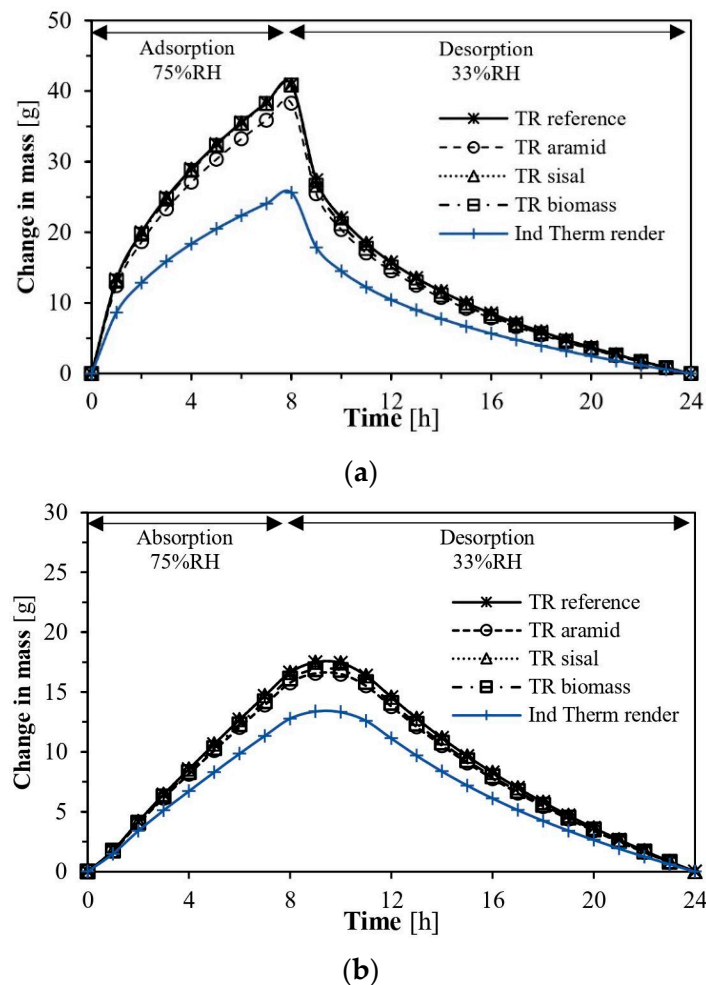 50
Adsorption
75%RH
Desorption
33%RH
40
TR reference
TR aramid
30
TR sisal
TR biomass
20
Ind Therm render
10
0
Change in mass [g]
0 4 8 12 16 20 24
Time [h]
(a)
30
Absorption
75%RH
Desorption
33%RH
25
TR reference
20
TR aramid
TR sisal
15
TR biomass
Ind Therm render
10
5
0
Change in mass [g]
0 4 8 12 16 20 24
Time [h]
(b)